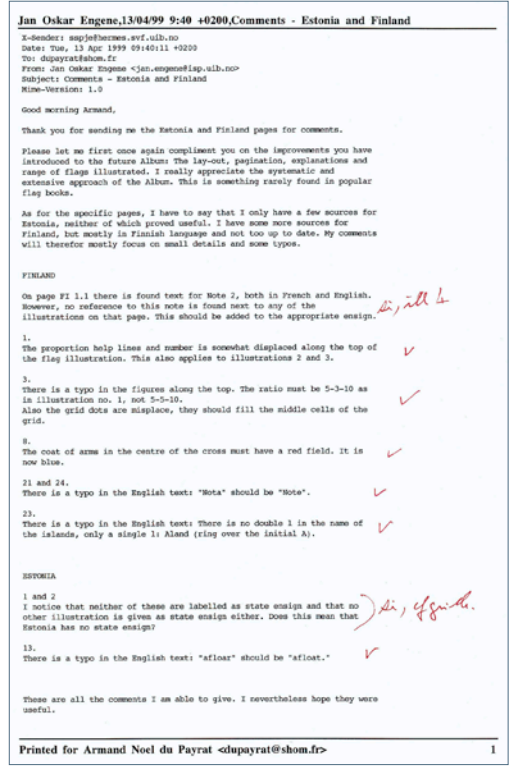 Jan Oskar Engene,13/04/99 9:40 +0200,Comments - Estonia and Finland
X-Sender: sspje@hermes.svf.uib.no
Date: Tue, 13 Apr 1999 09:40:11 +0200
To: dupayrat@shom.fr
From: Jan Oskar Engene <jan.engene@isp.uib.no>
Subject: Comments - Estonia and Finland
Mime-Version: 1.0
Good morning Armand,
Thank you for sending me the Estonia and Finland pages for comments.
Please let me first once again compliment you on the improvements you have
introduced to the future Album: The lay-out, pagination, explanations and
range of flags illustrated. I really appreciate the systematic and
extensive approach of the Album. This is something rarely found in popular
flag books.
As for the specific pages, I have to say that I only have a few sources for
Estonia, neither of which proved useful. I have some more sources for
Finland, but mostly in Finnish language and not too up to date. My comments
will therefor mostly focus on small details and some typos.
FINLAND
On page FI 1.1 there is found text for Note 2, both in French and English.
However, no reference to this note is found next to any of the
illustrations on that page. This should be added to the appropriate ensign.
1.
The proportion help lines and number is somewhat displaced along the top of
the flag illustration. This also applies to illustrations 2 and 3.
3.
There is a typo in the figures along the top. The ratio must be 5-3-10 as
in illustration no. 1, not 5-5-10.
Also the grid dots are misplace, they should fill the middle cells of the
grid.
8.
The coat of arms in the centre of the cross must have a red field. It is
now blue.
21 and 24.
There is a typo in the English text: "Nota" should be "Note".
23.
There is a typo in the English text: There is no double l in the name of
the islands, only a single l: Aland (ring over the initial A).
ESTONIA
1 and 2
I notice that neither of these are labelled as state ensign and that no
other illustration is given as state ensign either. Does this mean that
Estonia has no state ensign?
13.
There is a typo in the English text: "afloar" should be "afloat."
These are all the comments I am able to give. I nevertheless hope they were
useful.
Printed for Armand Noel du Payrat <dupayrat@shom.fr> 1